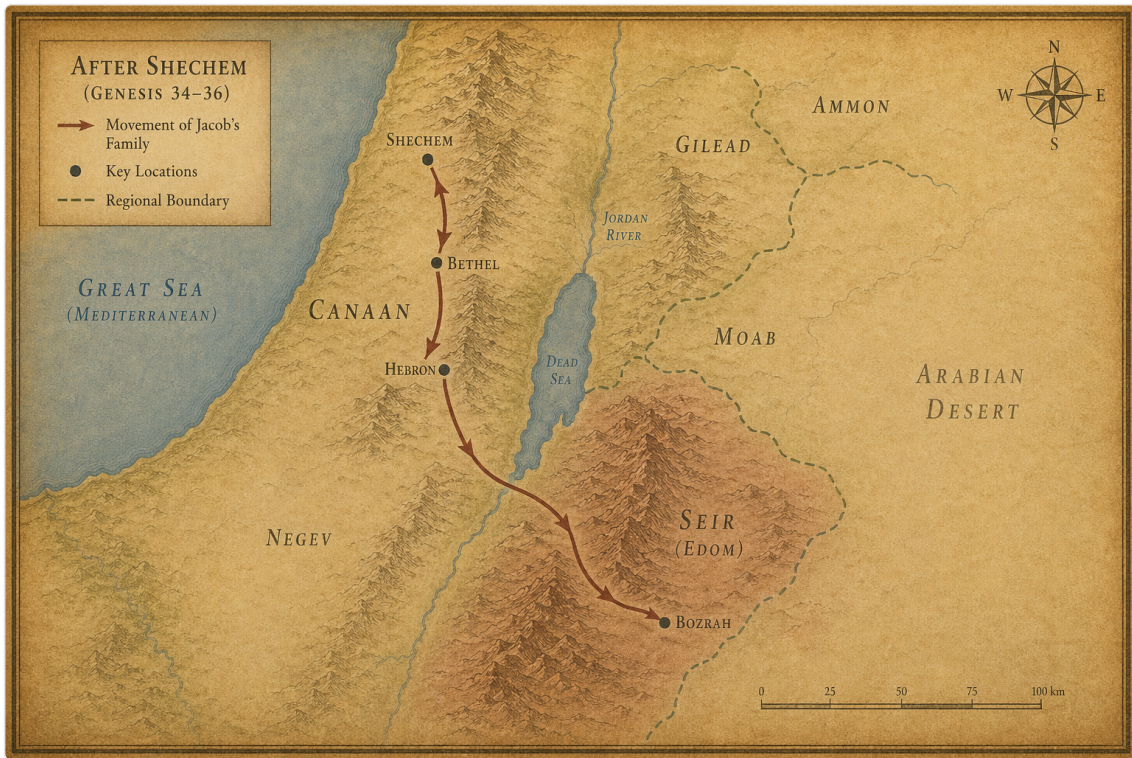 AFTER SHECHEM
(GENESIS 34–36)
Movement of Jacob's
Family
Key Locations
Regional Boundary
N
W E
S
AMMON
GILEAD
SHECHEM
JORDAN
RIVER
BETHEL
GREAT SEA
(MEDITERRANEAN)
CANAAN
MOAB
HEBRON
DEAD
SEA
ARABIAN
DESERT
NEGEV
SEIR
(EDOM)
BOZRAH
0 25 50 75 100 km